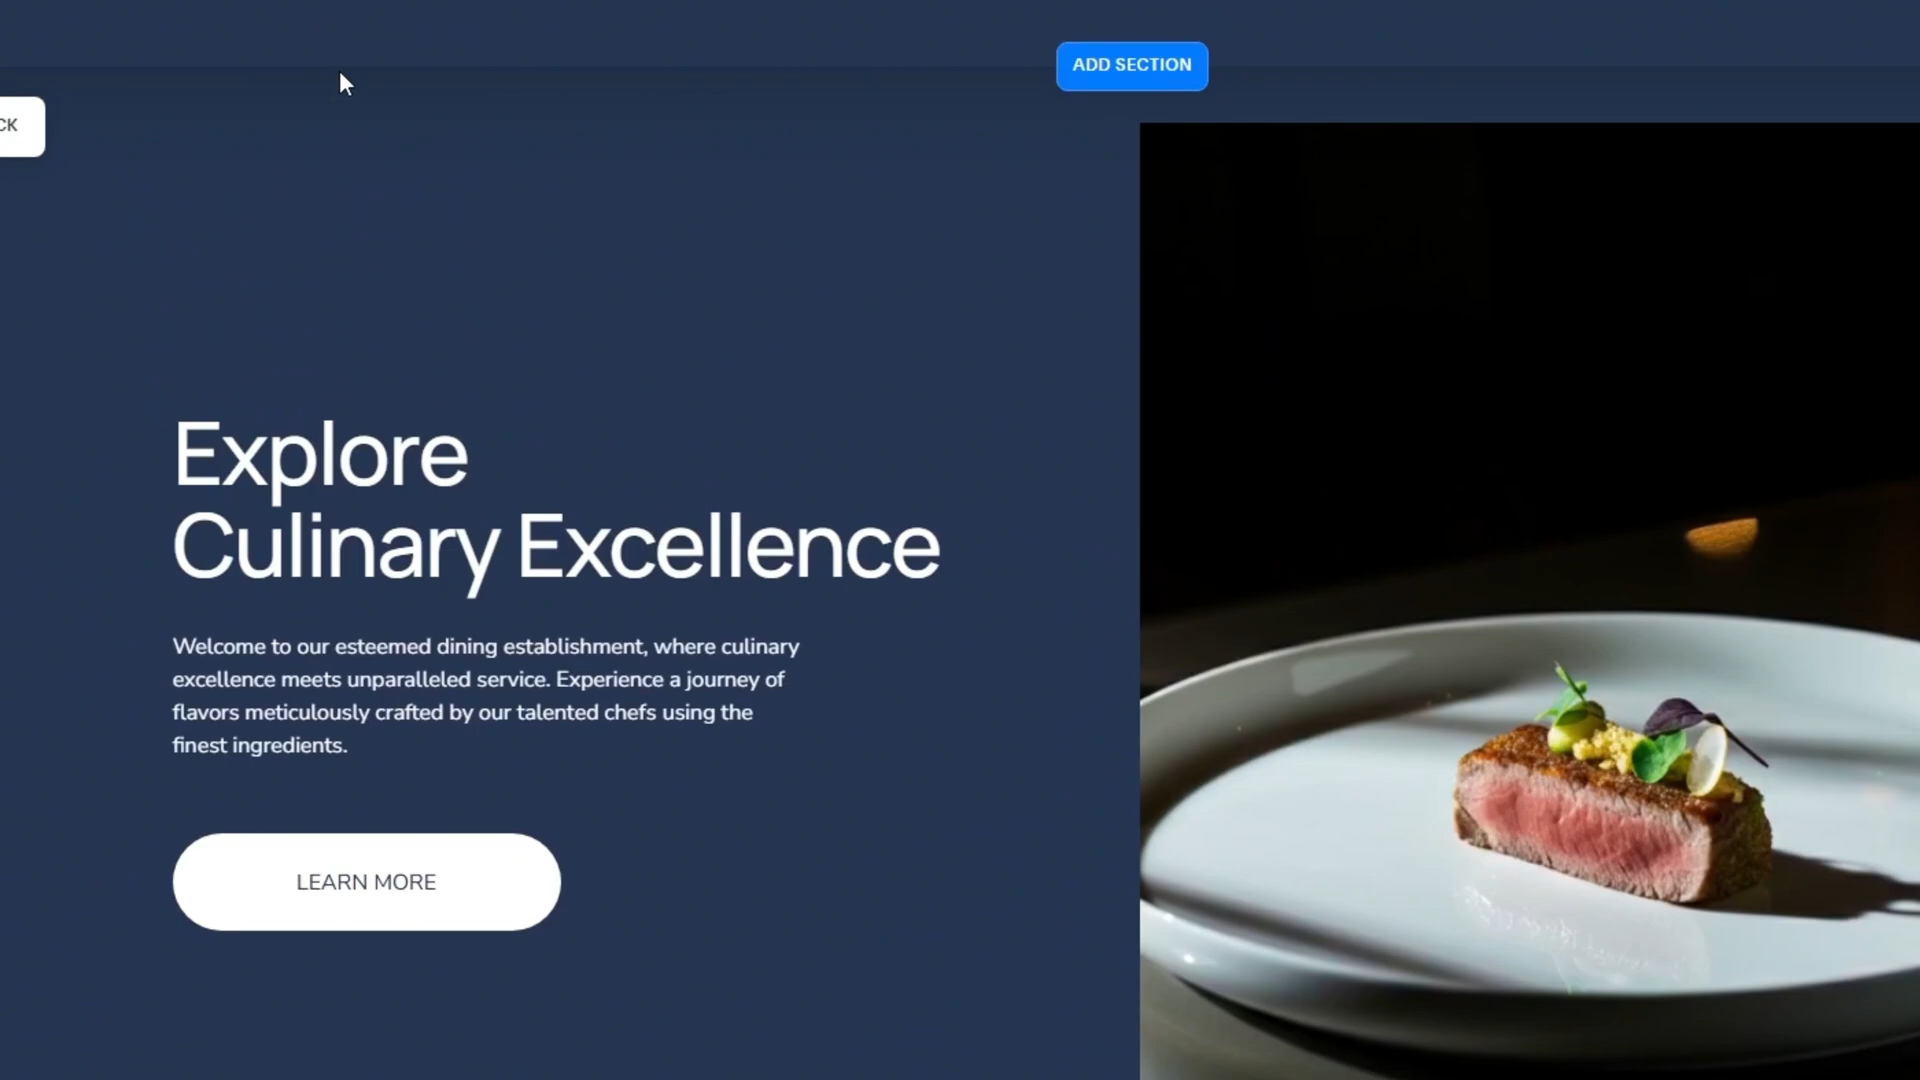 ADD SECTION
CK
Explore
Culinary Excellence
Welcome to our esteemed dining establishment, where culinary
excellence meets unparalleled service. Experience a journey of
flavors meticulously crafted by our talented chefs using the
finest ingredients.
LEARN MORE